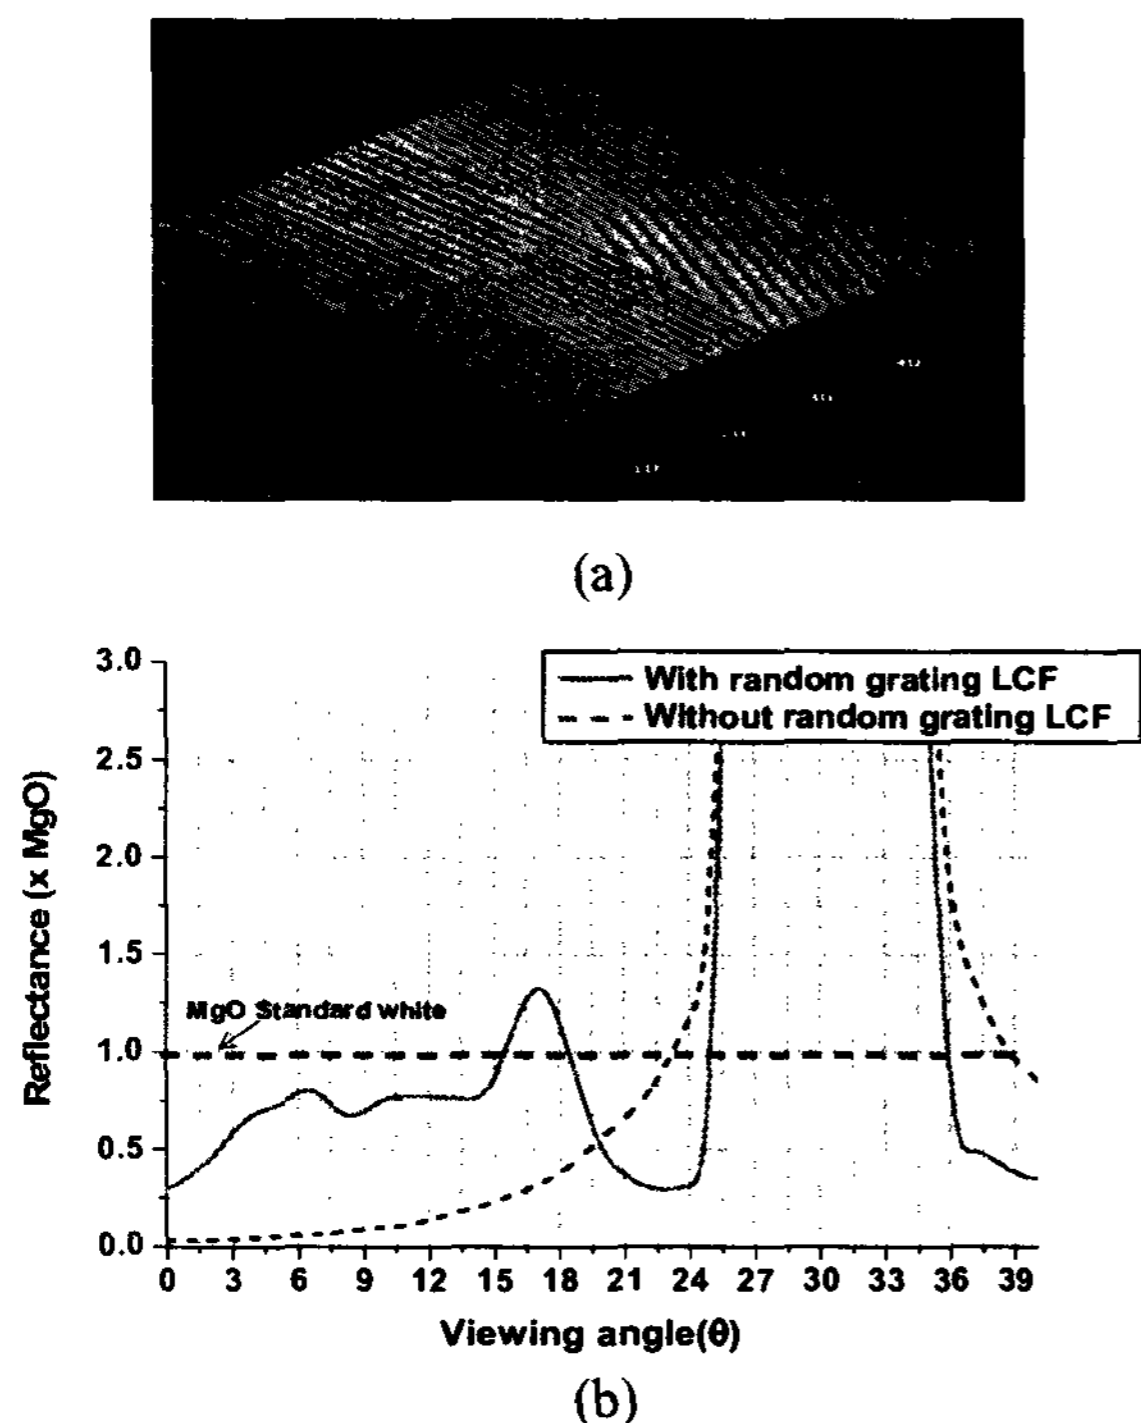 (a)
With random grating LCF
Without random grating LCF
MgO Standard white
Reflectance (x MgO)
3.0
2.5
2.0
1.5
1.0
0.5
0.0
0 3 6 9 12 15 18 21 24 27 30 33 36 39
Viewing angle(θ)
(b)